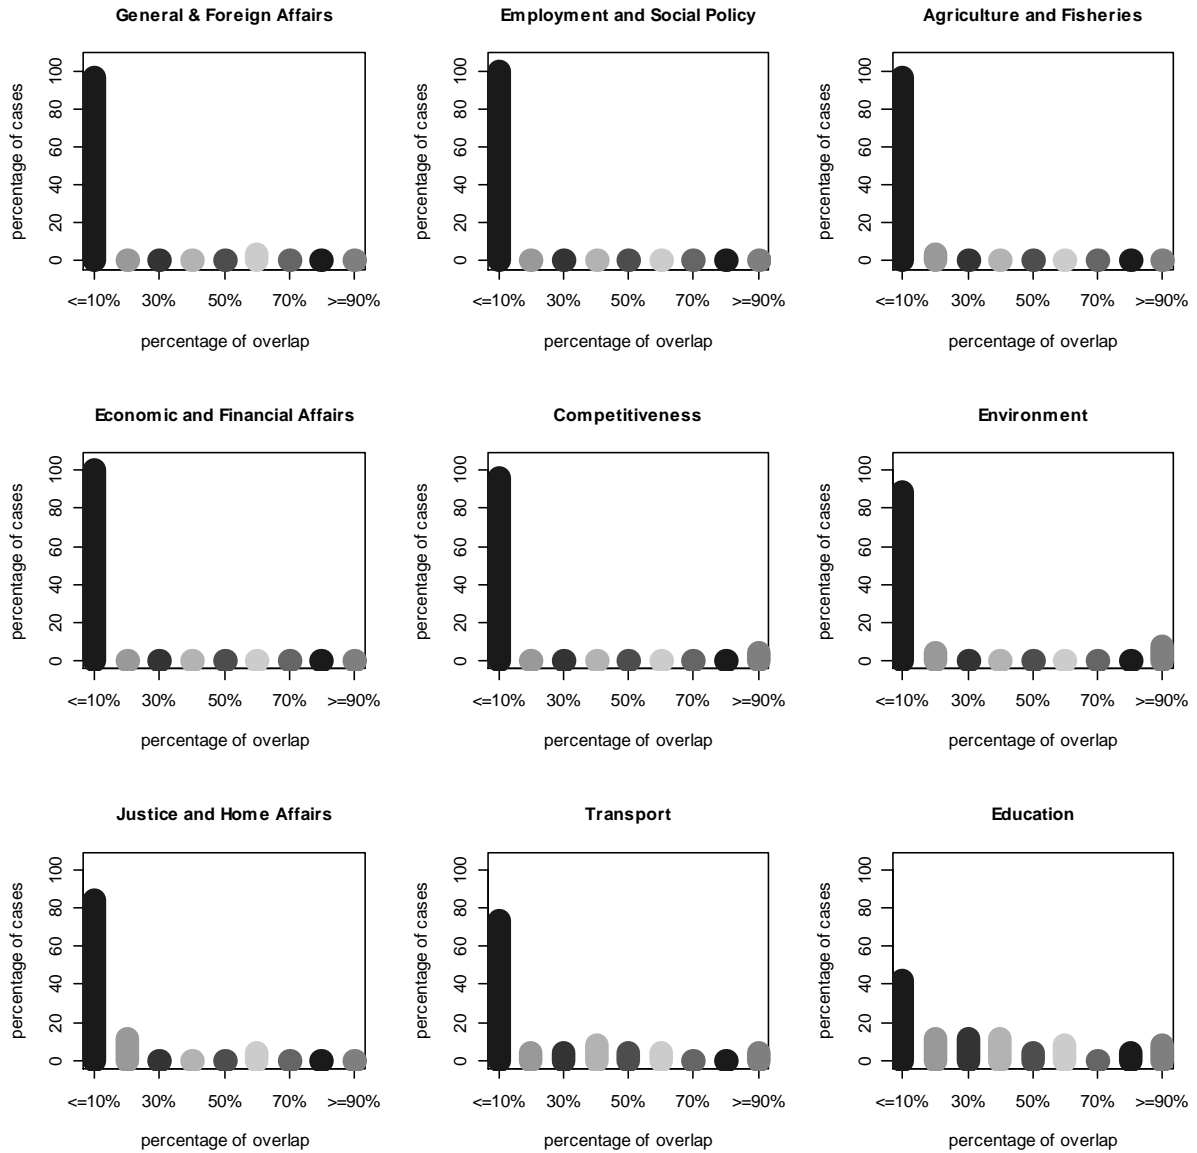 General & Foreign Affairs
percentage of cases
0 20 40 60 80 100
<=10% 30% 50% 70% >=90%
percentage of overlap
Employment and Social Policy
percentage of cases
0 20 40 60 80 100
<=10% 30% 50% 70% >=90%
percentage of overlap
Agriculture and Fisheries
percentage of cases
0 20 40 60 80 100
<=10% 30% 50% 70% >=90%
percentage of overlap
Economic and Financial Affairs
percentage of cases
0 20 40 60 80 100
<=10% 30% 50% 70% >=90%
percentage of overlap
Competitiveness
percentage of cases
0 20 40 60 80 100
<=10% 30% 50% 70% >=90%
percentage of overlap
Environment
percentage of cases
0 20 40 60 80 100
<=10% 30% 50% 70% >=90%
percentage of overlap
Justice and Home Affairs
percentage of cases
0 20 40 60 80 100
<=10% 30% 50% 70% >=90%
percentage of overlap
Transport
percentage of cases
0 20 40 60 80 100
<=10% 30% 50% 70% >=90%
percentage of overlap
Education
percentage of cases
0 20 40 60 80 100
<=10% 30% 50% 70% >=90%
percentage of overlap